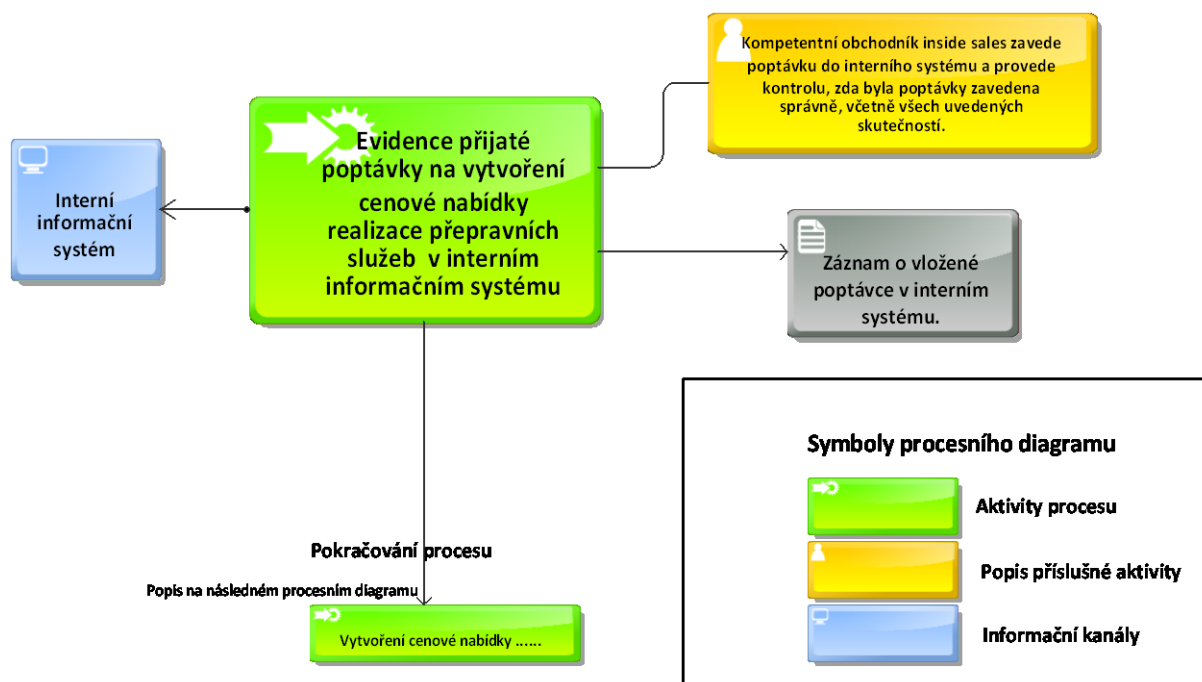 Kompetentní obchodník inside sales zavede
poptávku do interního systému a provede
kontrolu, zda byla poptávky zavedena
správně, včetně všech uvedených
skutečností.
Evidence přijaté
poptávky na vytvoření
cenové nabídky
realizace přepravních
služeb v interním
informačním systému
Interní
informační
systém
Záznam o vložené
poptávce v interním
systému.
Pokračování procesu
Popis na následném procesním diagramu
Vytvoření cenové nabídky ......
Symboly procesního diagramu
Aktivity procesu
Popis příslušné aktivity
Informační kanály